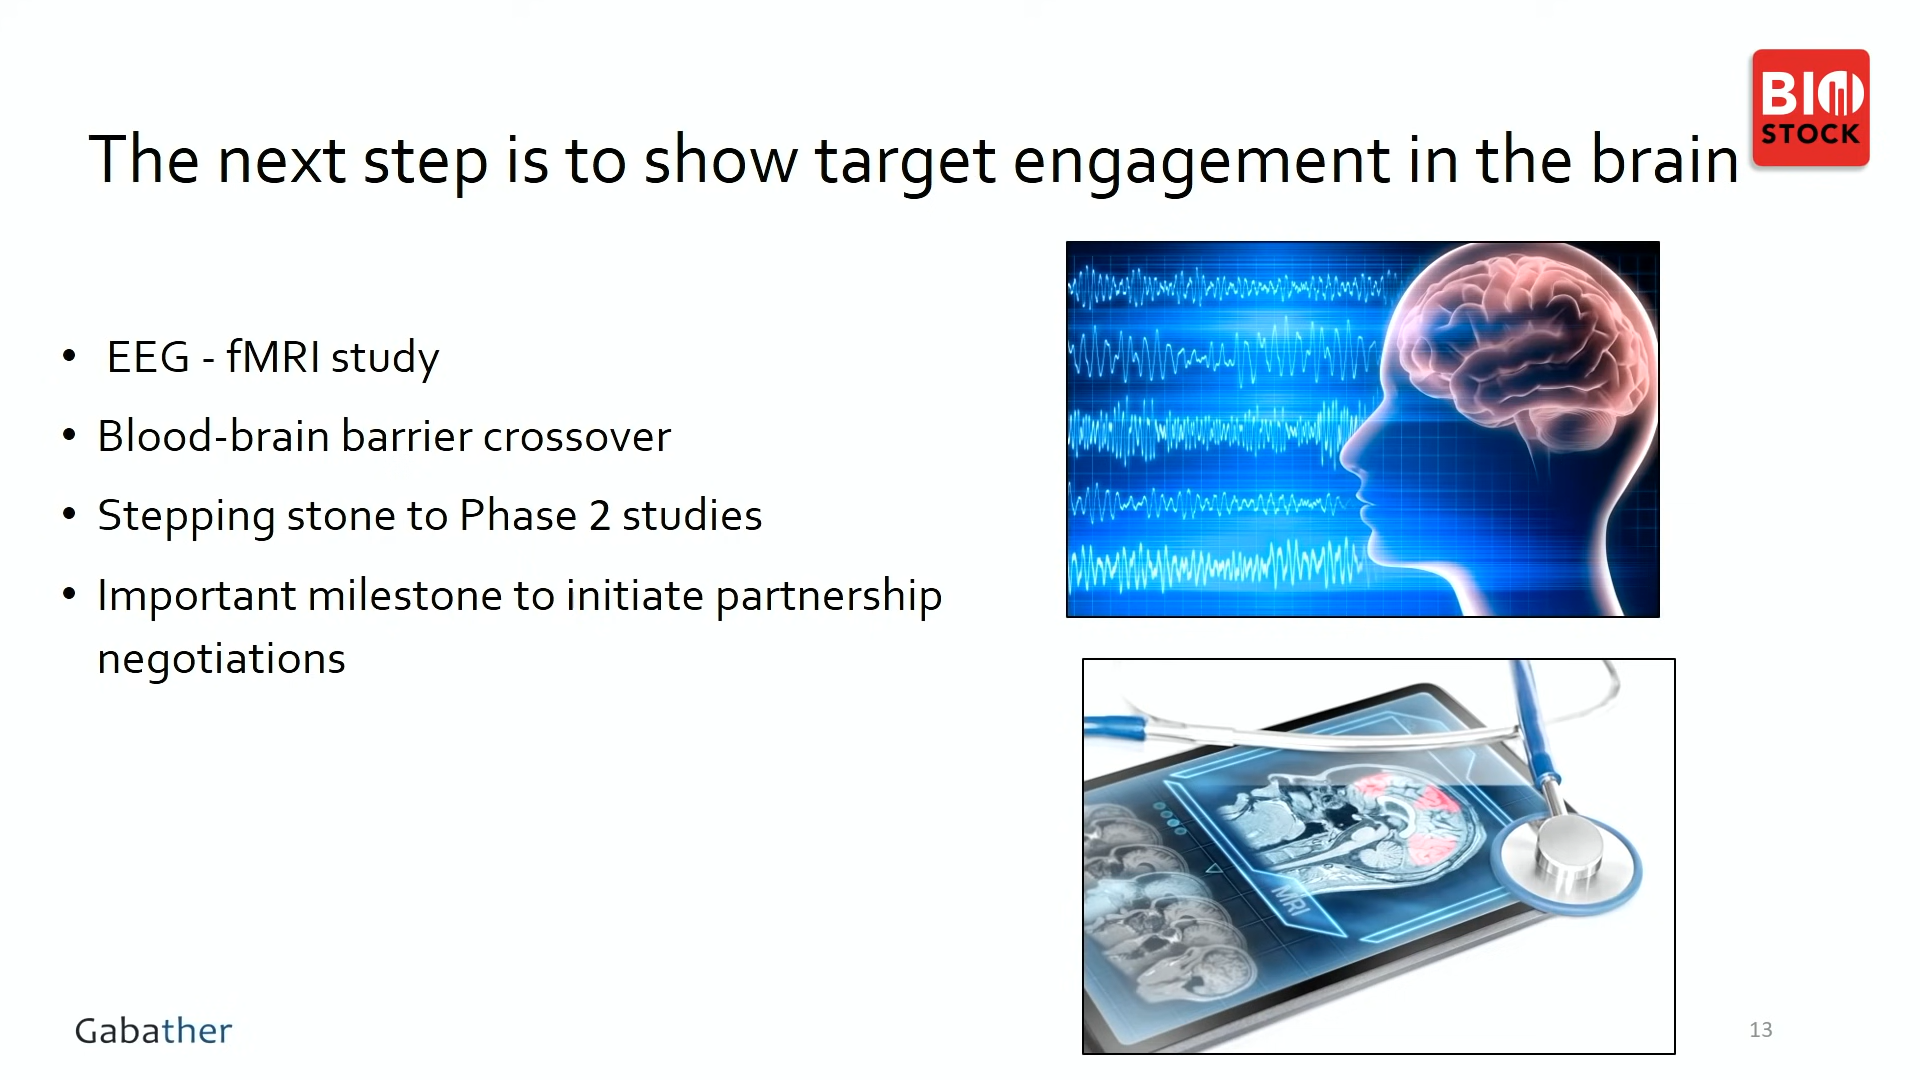 BIO
STOCK
The next step is to show target engagement in the brain
• EEG - fMRI study
• Blood-brain barrier crossover
• Stepping stone to Phase 2 studies
• Important milestone to initiate partnership
negotiations
MRI
Gabather
13